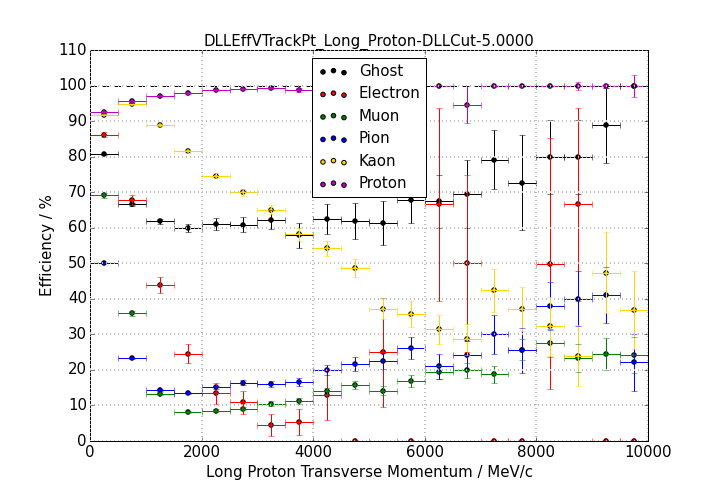 DLLEffVTrackPt_Long_Proton-DLLCut-5.0000
110
100
90
80
70
60
50
40
30
20
10
0
Efficiency / %
Ghost
Electron
Muon
Pion
Kaon
Proton
0 2000 4000 6000 8000 10000
Long Proton Transverse Momentum / MeV/c